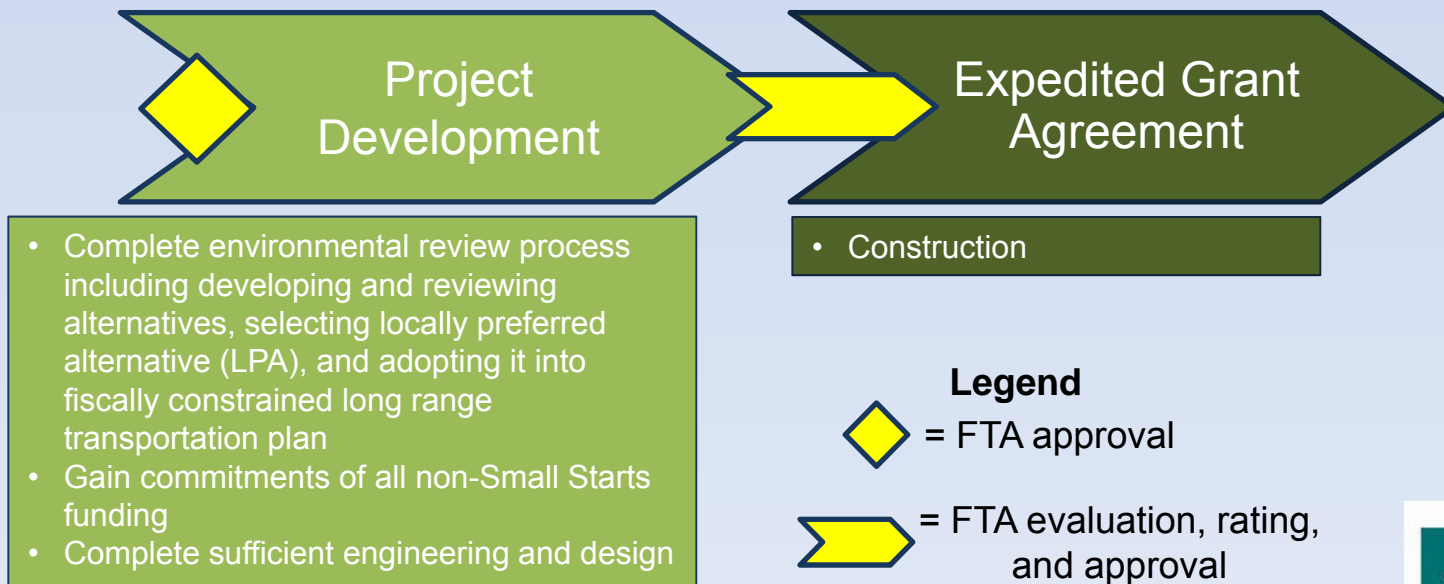 Project
Development
Expedited Grant
Agreement
• Complete environmental review process
including developing and reviewing
alternatives, selecting locally preferred
alternative (LPA), and adopting it into
fiscally constrained long range
transportation plan
• Gain commitments of all non-Small Starts
funding
• Complete sufficient engineering and design
• Construction
Legend
= FTA approval
= FTA evaluation, rating,
and approval